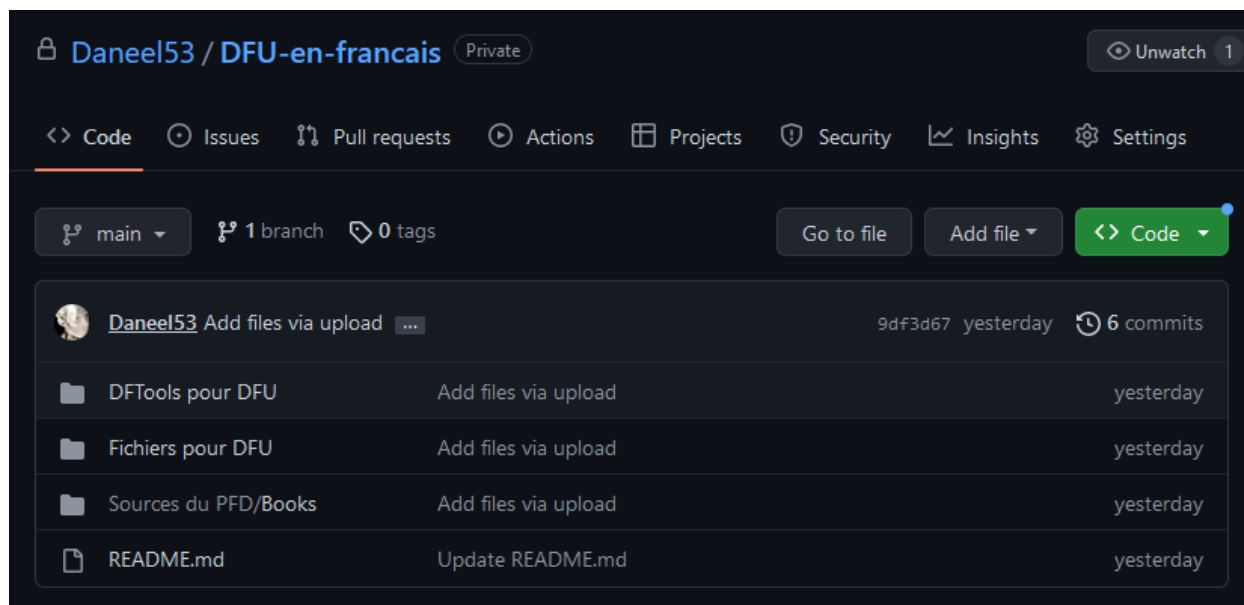 Daneel53 / DFU-en-francais Private Unwatch 1
Code Issues Pull requests Actions Projects Security Insights Settings
main 1 branch 0 tags Go to file Add file Code
Daneel53 Add files via upload ... 9df3d67 yesterday 6 commits
DFTools pour DFU Add files via upload yesterday
Fichiers pour DFU Add files via upload yesterday
Sources du PFD/Books Add files via upload yesterday
README.md Update README.md yesterday